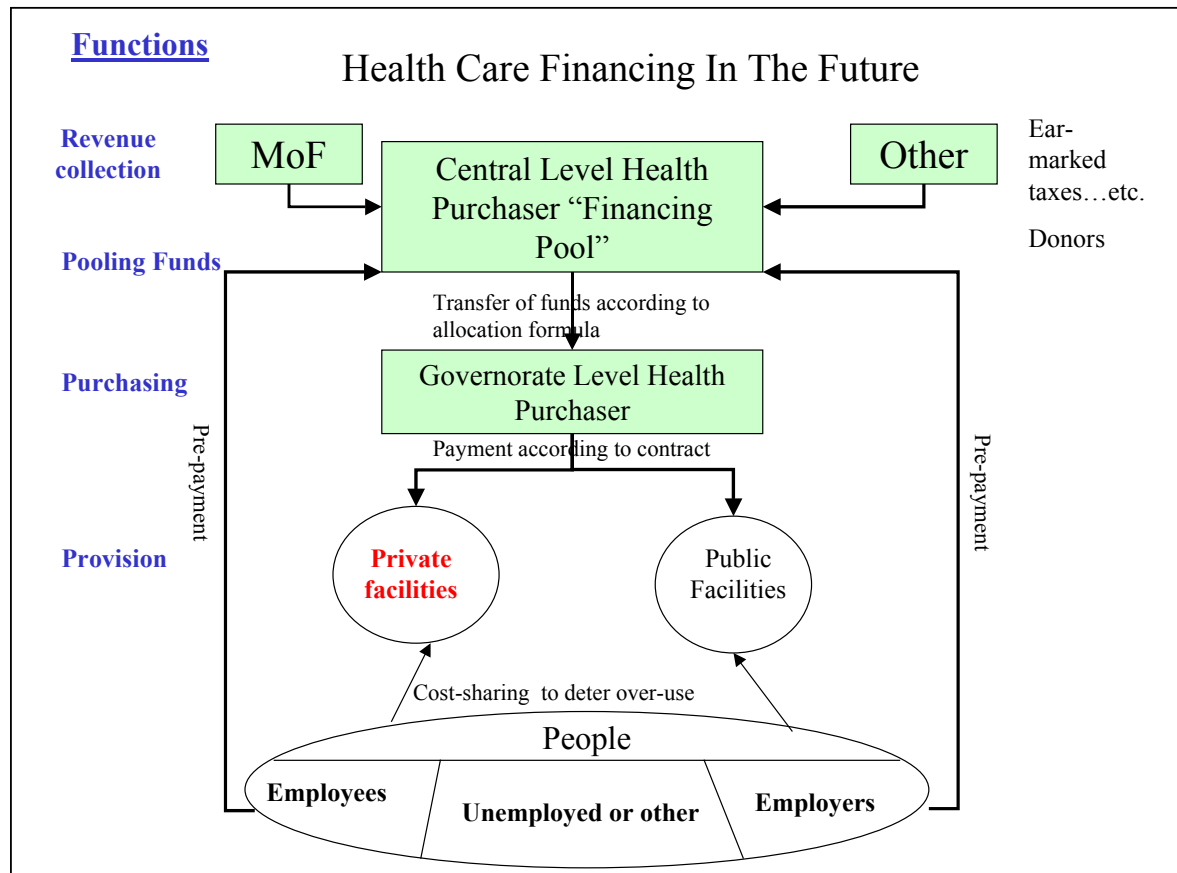 Functions
Health Care Financing In The Future
Revenue
collection
MoF
Central Level Health
Purchaser “Financing
Pool”
Other
Ear-
marked
taxes…etc.
Donors
Pooling Funds
Transfer of funds according to
allocation formula
Purchasing
Governorate Level Health
Purchaser
Payment according to contract
Pre-payment
Pre-payment
Provision
Private
facilities
Public
Facilities
Cost-sharing to deter over-use
People
Employees
Unemployed or other
Employers